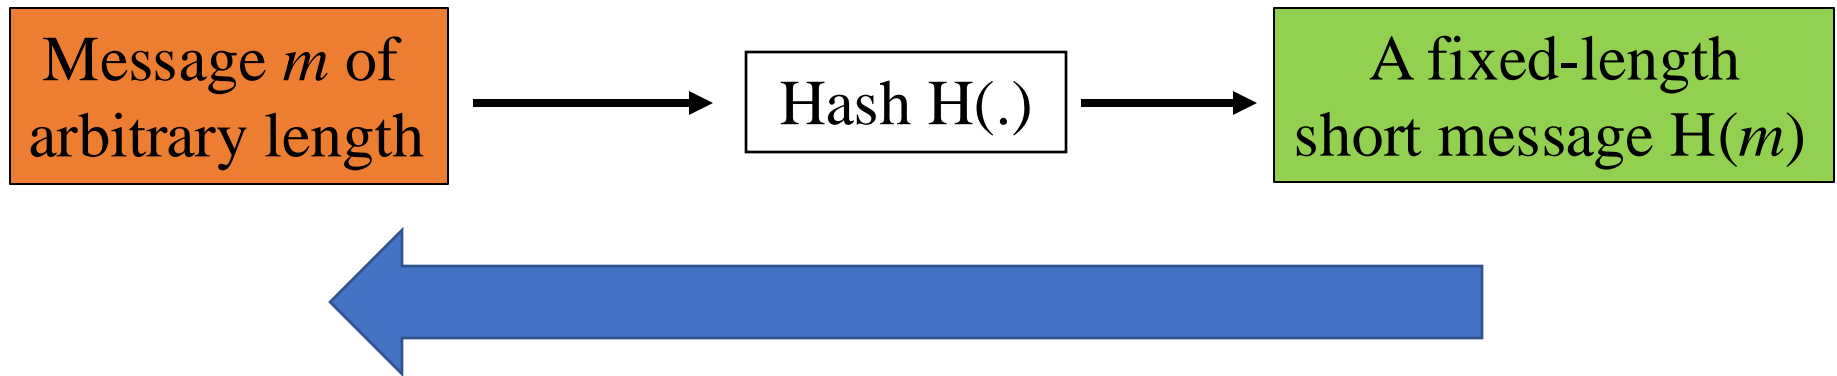 Message m of
arbitrary length
Hash H(.)
A fixed-length
short message H(m)